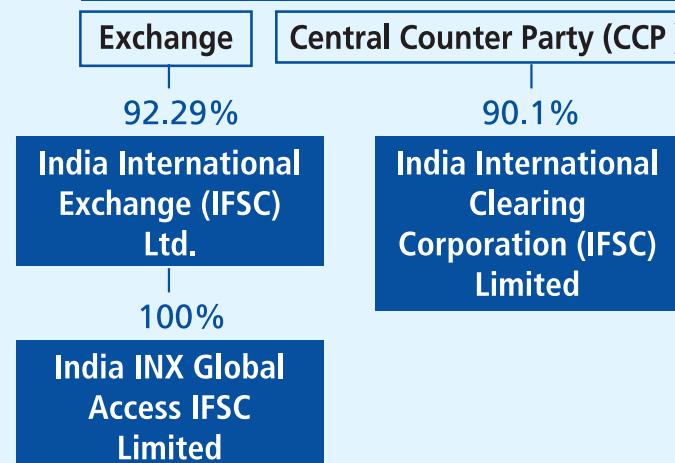 Exchange
Central Counter Party (CCP )
92.29%
India International
Exchange (IFSC)
Ltd.
100%
India INX Global
Access IFSC
Limited
90.1%
India International
Clearing
Corporation (IFSC)
Limited